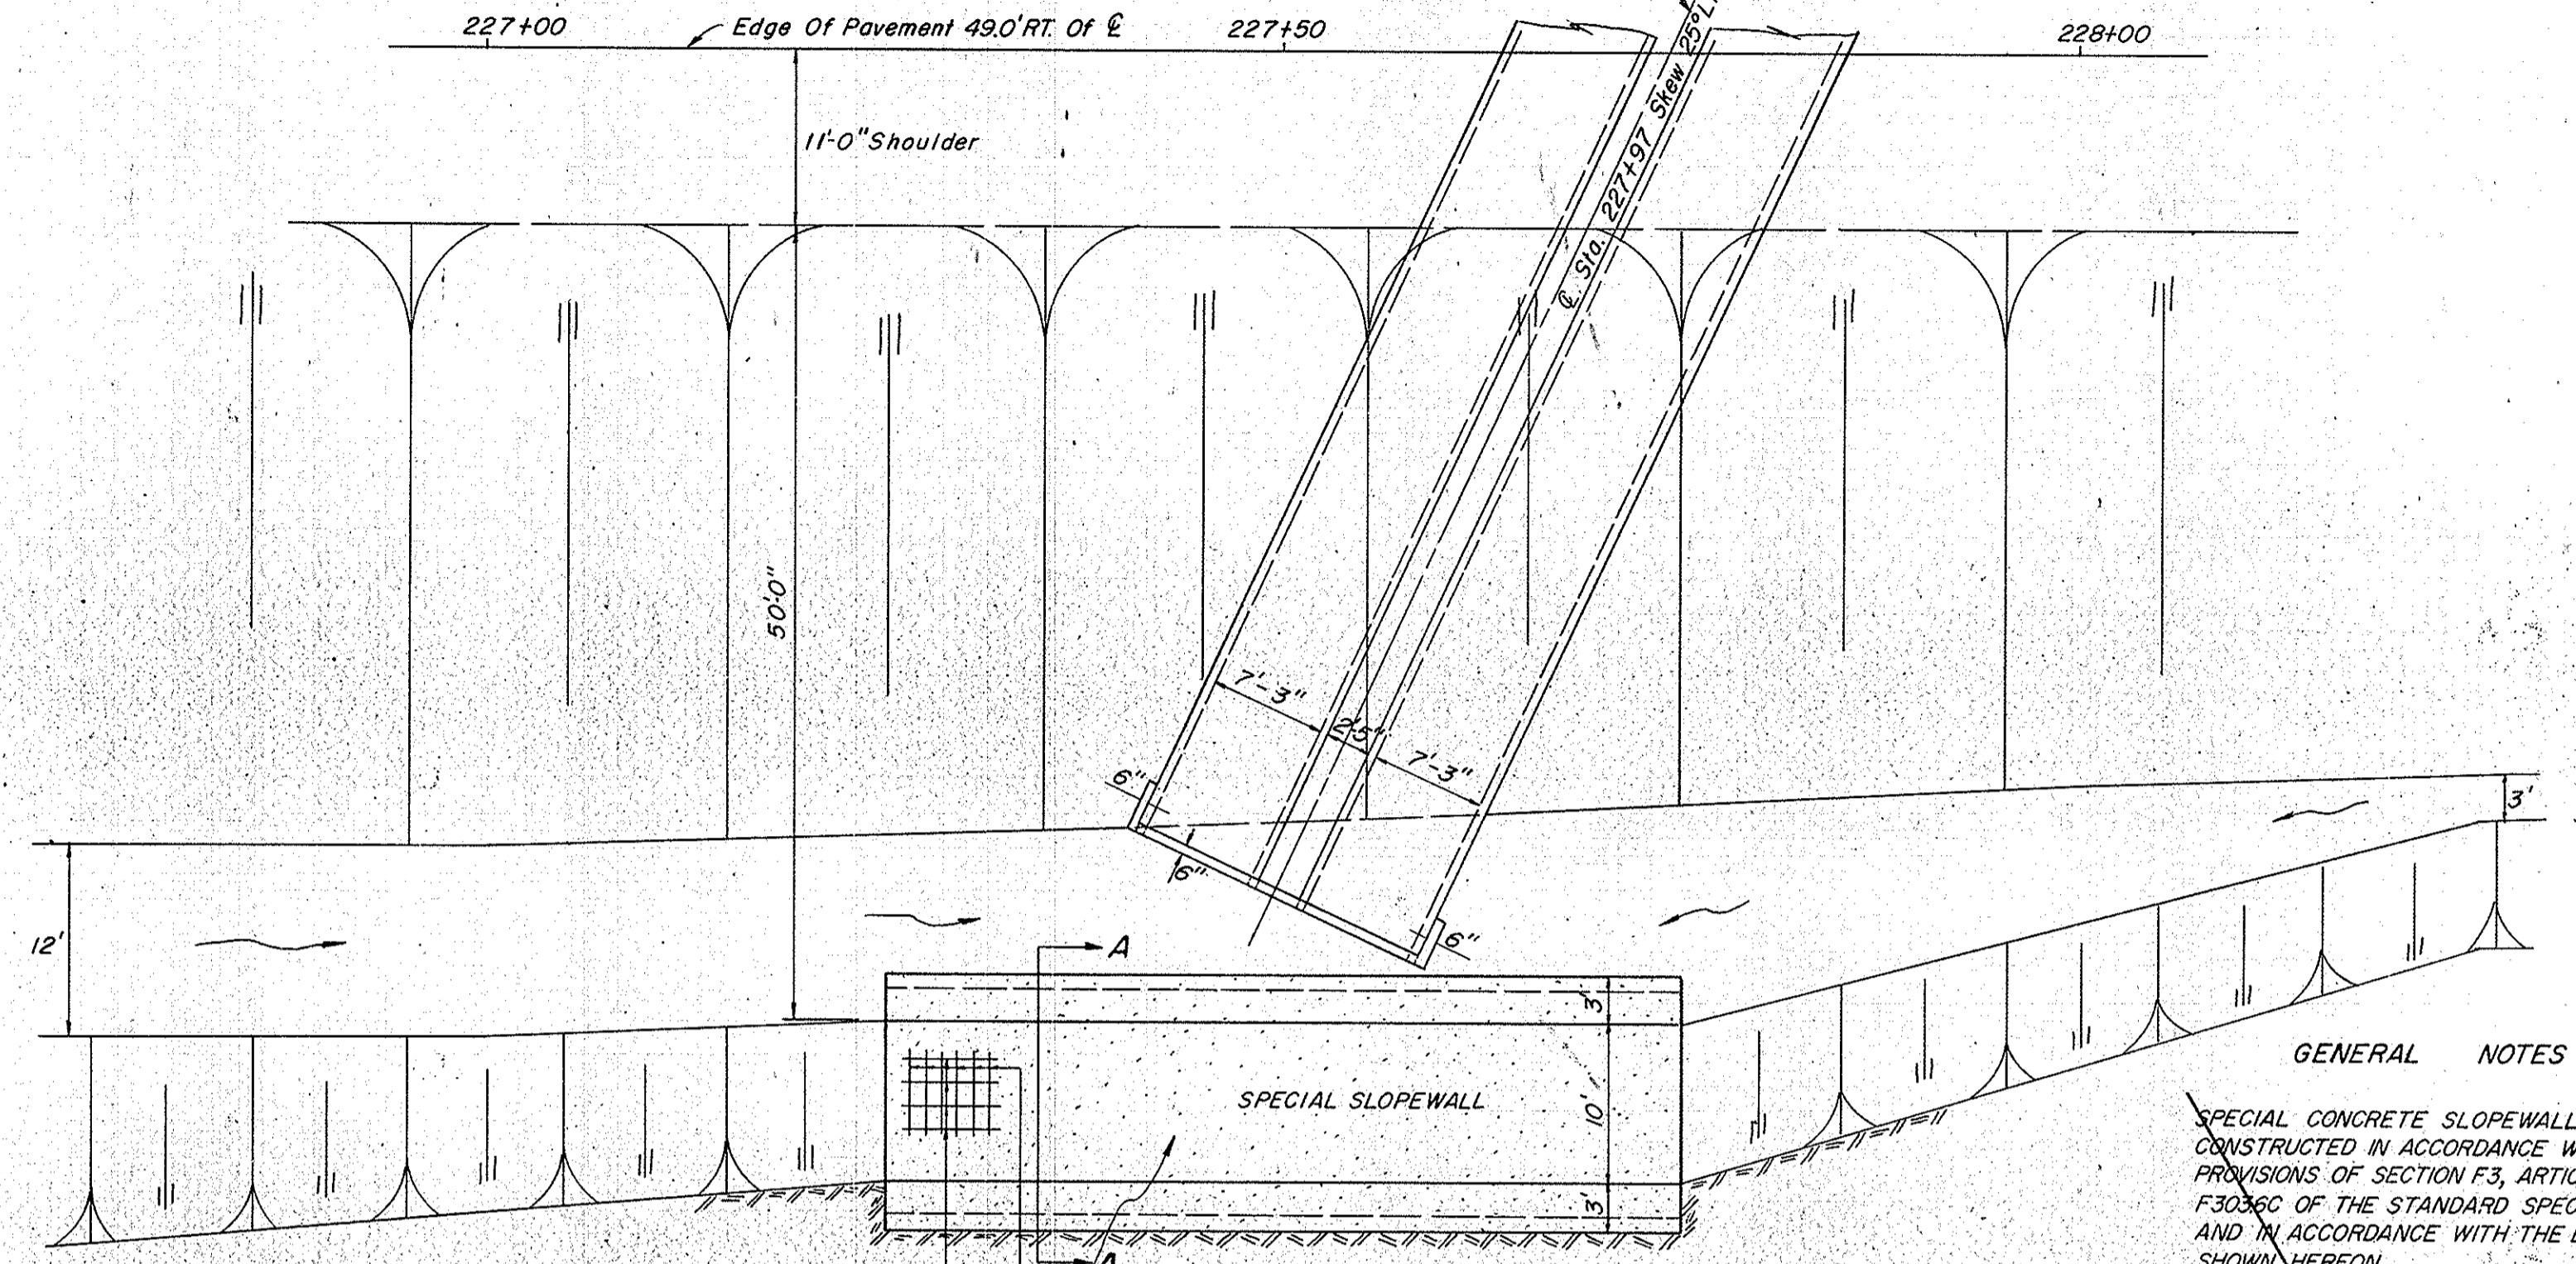 227+00
Edge Of Pavement 49.0' RT. Of ℄
227+50
228+00
11'-0" Shoulder
℄ Sta. 227+97 Skew 25°
50'-0"
7'-3"
2'-5"
7'-3"
6"
6"
6"
3'
12'
A
3'
10'
3'
SPECIAL SLOPEWALL
A
GENERAL NOTES
SPECIAL CONCRETE SLOPEWALL
CONSTRUCTED IN ACCORDANCE
PROVISIONS OF SECTION F3,
F3036C OF THE STANDARD
AND IN ACCORDANCE WITH THE
SHOWN HEREON